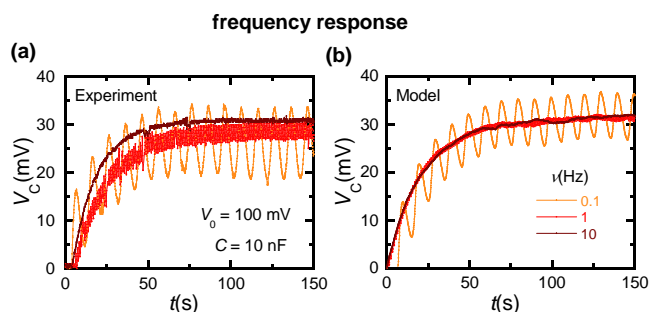 frequency response
(a)
Experiment
V₀ = 100 mV
C = 10 nF
V_C (mV)
40
30
20
10
0
0 50 100 150
t(s)
(b)
Model
ν(Hz)
0.1
1
10
V_C (mV)
40
30
20
10
0
0 50 100 150
t(s)